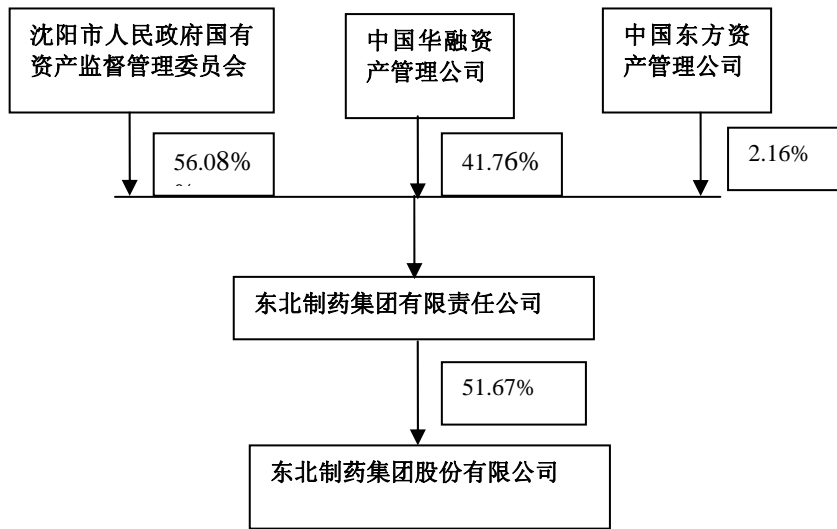 沈阳市人民政府国有
资产监督管理委员会
中国华融资
产管理公司
中国东方资
产管理公司
56.08%
41.76%
2.16%
东北制药集团有限责任公司
51.67%
东北制药集团股份有限公司